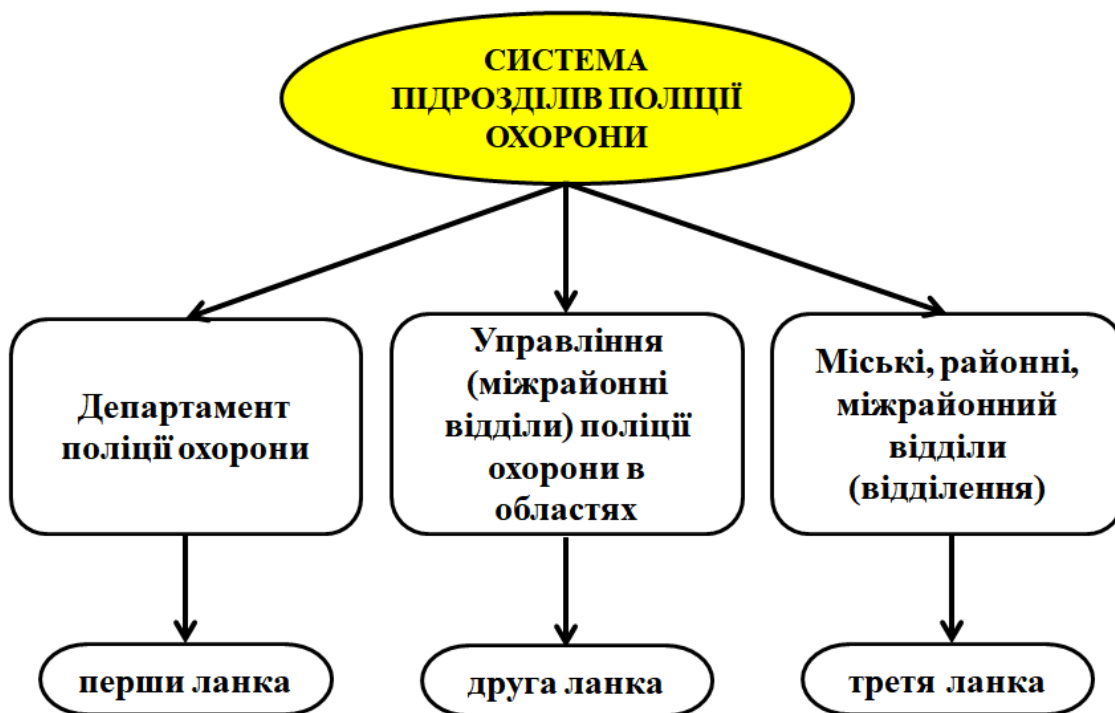 СИСТЕМА
ПІДРОЗДІЛІВ ПОЛІЦІЇ
ОХОРОНИ
Департамент
поліції охорони
Управління
(міжрайонні
відділи) поліції
охорони в
областях
Міські, районні,
міжрайонний
відділи
(відділення)
перши ланка
друга ланка
третя ланка